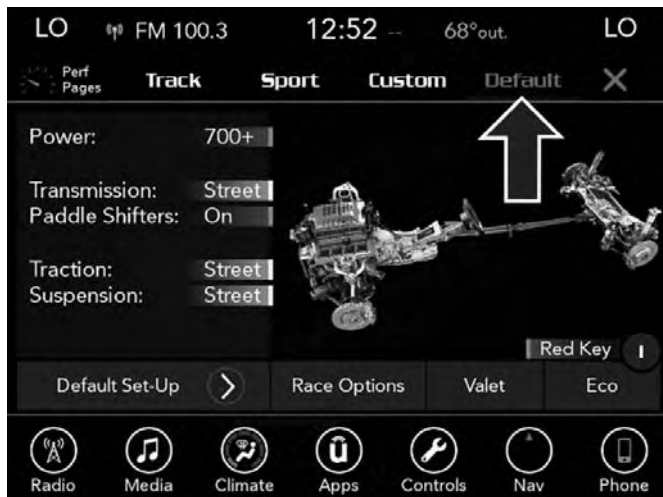 LO FM 100.3 12:52 -- 68°out. LO
Perf Pages Track Sport Custom Default X
Power: 700+
Transmission: Street
Paddle Shifters: On
Traction: Street
Suspension: Street
Red Key I
Default Set-Up > Race Options Valet Eco
ü
Radio Media Climate Apps Controls Nav Phone